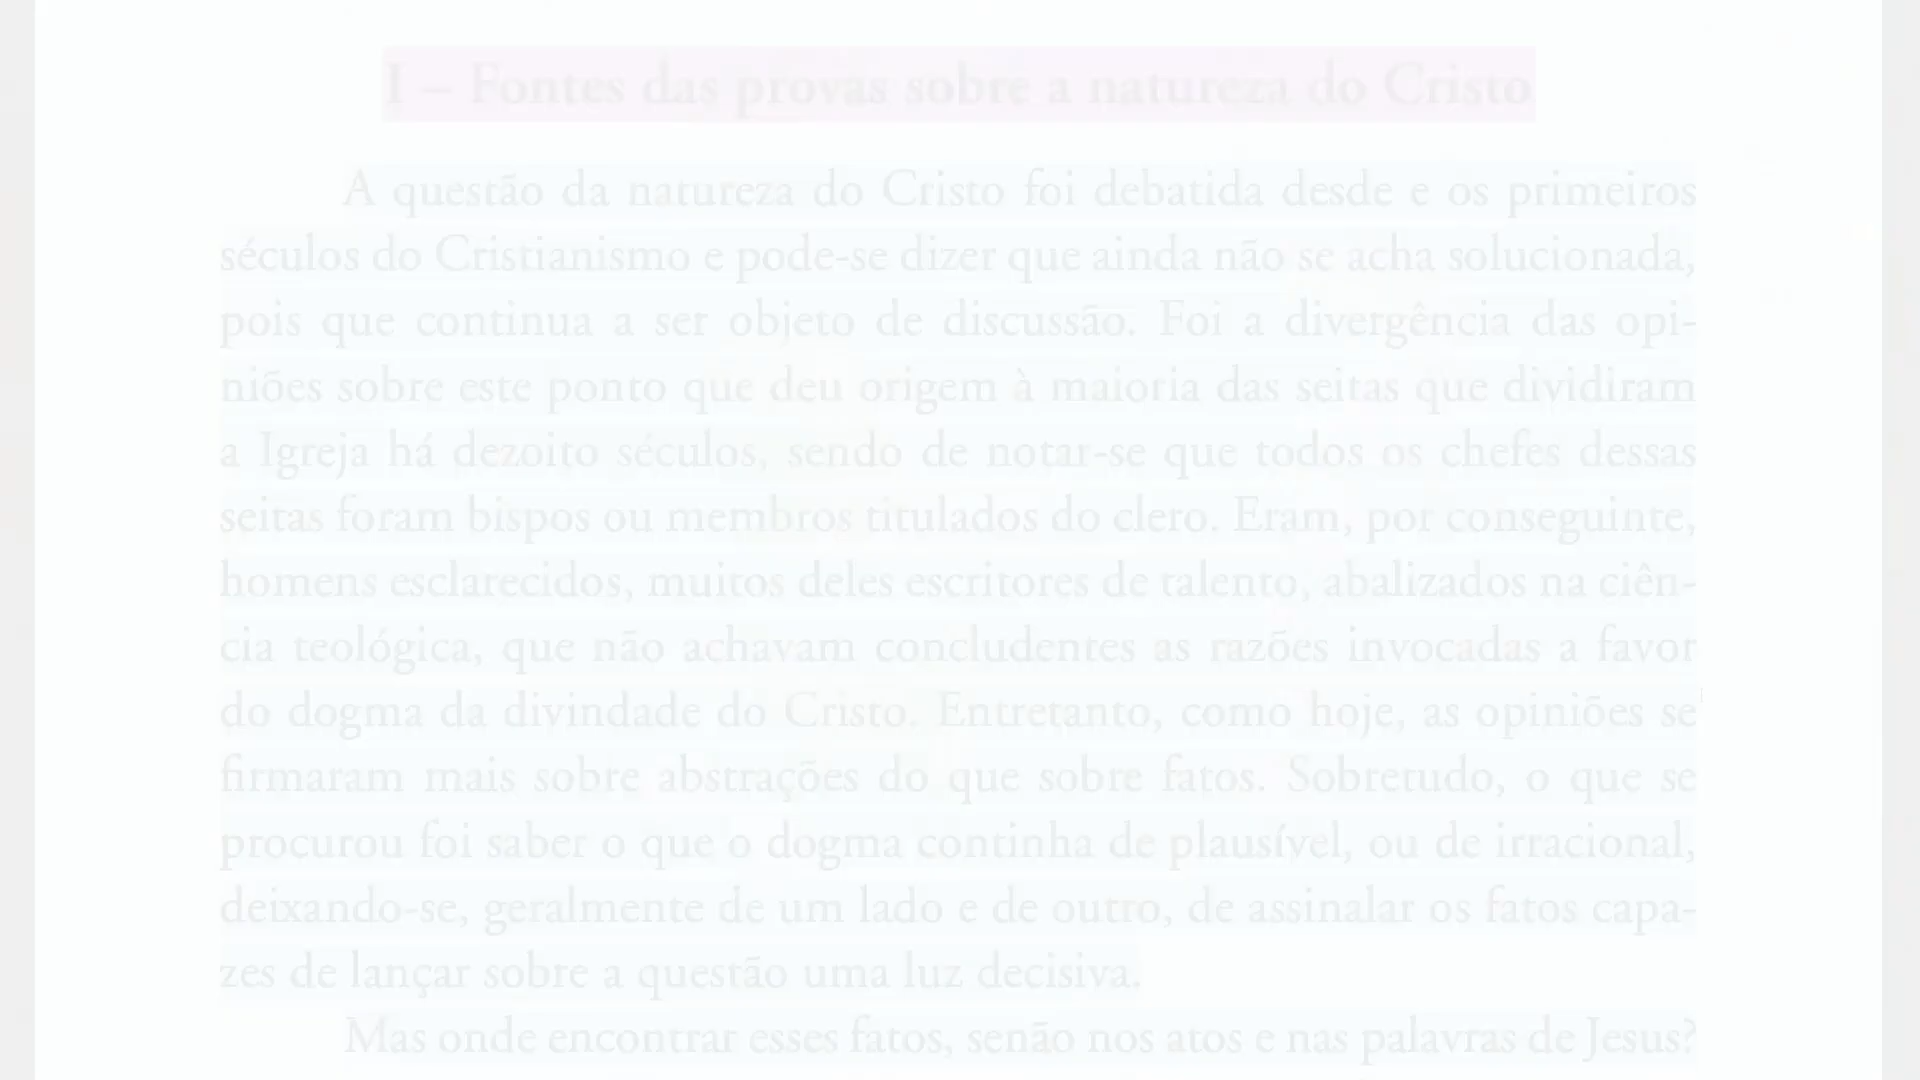 I – Fontes das provas sobre a natureza do Cristo
A questão da natureza do Cristo foi debatida desde e os primeiros
séculos do Cristianismo e pode-se dizer que ainda não se acha solucionada,
pois que continua a ser objeto de discussão. Foi a divergência das opi-
niões sobre este ponto que deu origem à maioria das seitas que dividiram
a Igreja há dezoito séculos, sendo de notar-se que todos os chefes dessas
seitas foram bispos ou membros titulados do clero. Eram, por conseguinte,
homens esclarecidos, muitos deles escritores de talento, abalizados na ciên-
cia teológica, que não achavam concludentes as razões invocadas a favor
do dogma da divindade do Cristo. Entretanto, como hoje, as opiniões se
firmaram mais sobre abstrações do que sobre fatos. Sobretudo, o que se
procurou foi saber o que o dogma continha de plausível, ou de irracional,
deixando-se, geralmente de um lado e de outro, de assinalar os fatos capa-
zes de lançar sobre a questão uma luz decisiva.
Mas onde encontrar esses fatos, senão nos atos e nas palavras de Jesus?